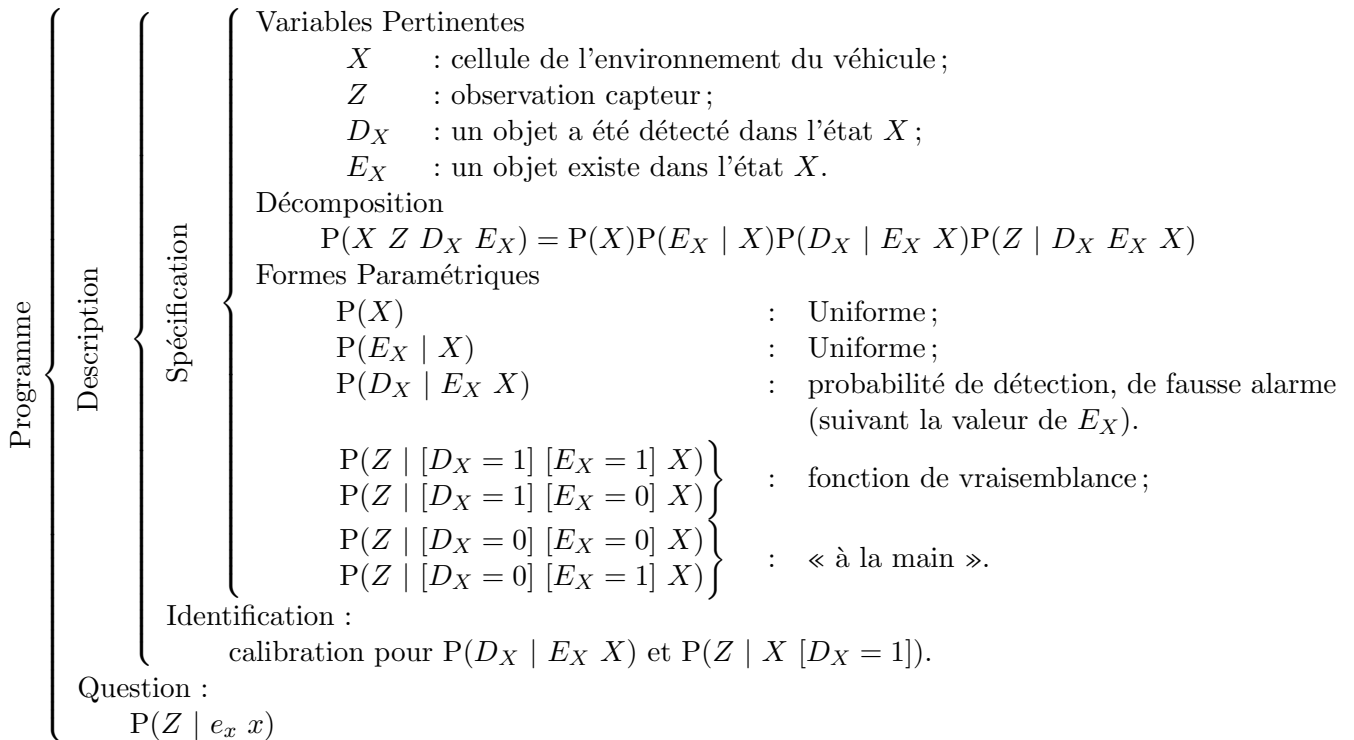 Programme
Description
Spécification
Variables Pertinentes
X : cellule de l'environnement du véhicule ;
Z : observation capteur ;
D_X : un objet a été détecté dans l'état X ;
E_X : un objet existe dans l'état X.
Décomposition
P(X Z D_X E_X) = P(X)P(E_X | X)P(D_X | E_X X)P(Z | D_X E_X X)
Formes Paramétriques
P(X) : Uniforme ;
P(E_X | X) : Uniforme ;
P(D_X | E_X X) : probabilité de détection, de fausse alarme
(suivant la valeur de E_X).
P(Z | [D_X = 1] [E_X = 1] X)
P(Z | [D_X = 1] [E_X = 0] X)
: fonction de vraisemblance ;
P(Z | [D_X = 0] [E_X = 0] X)
P(Z | [D_X = 0] [E_X = 1] X)
: « à la main ».
Identification :
calibration pour P(D_X | E_X X) et P(Z | X [D_X = 1]).
Question :
P(Z | e_x x)